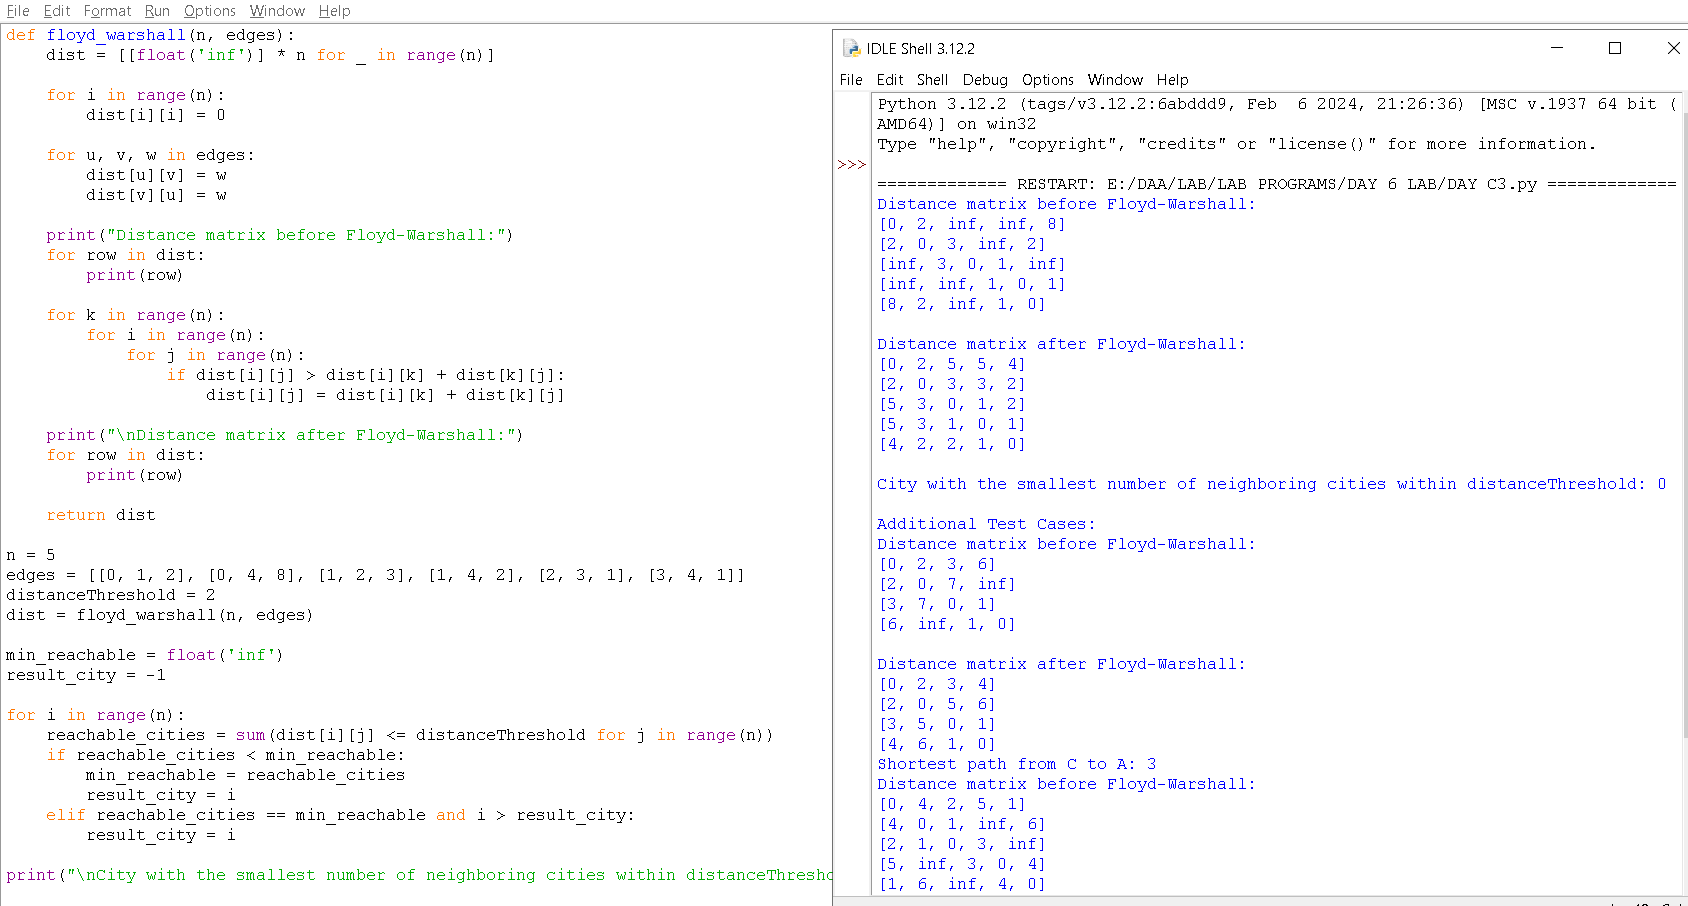 File Edit Format Run Options Window Help
def floyd_warshall(n, edges):
    dist = [[float('inf')] * n for _ in range(n)]

    for i in range(n):
        dist[i][i] = 0

    for u, v, w in edges:
        dist[u][v] = w
        dist[v][u] = w

    print("Distance matrix before Floyd-Warshall:")
    for row in dist:
        print(row)

    for k in range(n):
        for i in range(n):
            for j in range(n):
                if dist[i][j] > dist[i][k] + dist[k][j]:
                    dist[i][j] = dist[i][k] + dist[k][j]

    print("\nDistance matrix after Floyd-Warshall:")
    for row in dist:
        print(row)

    return dist

n = 5
edges = [[0, 1, 2], [0, 4, 8], [1, 2, 3], [1, 4, 2], [2, 3, 1], [3, 4, 1]]
distanceThreshold = 2
dist = floyd_warshall(n, edges)

min_reachable = float('inf')
result_city = -1

for i in range(n):
    reachable_cities = sum(dist[i][j] <= distanceThreshold for j in range(n))
    if reachable_cities < min_reachable:
        min_reachable = reachable_cities
        result_city = i
    elif reachable_cities == min_reachable and i > result_city:
        result_city = i

print("\nCity with the smallest number of neighboring cities within
IDLE Shell 3.12.2
File Edit Shell Debug Options Window Help
Python 3.12.2 (tags/v3.12.2:6abddd9, Feb  6 2024, 21:26:36) [MSC v.1937 64 bit (
AMD64)] on win32
Type "help", "copyright", "credits" or "license()" for more information.
>>>
============= RESTART: E:/DAA/LAB/LAB PROGRAMS/DAY 6 LAB/DAY C3.py =============
Distance matrix before Floyd-Warshall:
[0, 2, inf, inf, 8]
[2, 0, 3, inf, 2]
[inf, 3, 0, 1, inf]
[inf, inf, 1, 0, 1]
[8, 2, inf, 1, 0]

Distance matrix after Floyd-Warshall:
[0, 2, 5, 5, 4]
[2, 0, 3, 3, 2]
[5, 3, 0, 1, 2]
[5, 3, 1, 0, 1]
[4, 2, 2, 1, 0]

City with the smallest number of neighboring cities within distanceThreshold: 0

Additional Test Cases:
Distance matrix before Floyd-Warshall:
[0, 2, 3, 6]
[2, 0, 7, inf]
[3, 7, 0, 1]
[6, inf, 1, 0]

Distance matrix after Floyd-Warshall:
[0, 2, 3, 4]
[2, 0, 5, 6]
[3, 5, 0, 1]
[4, 6, 1, 0]
Shortest path from C to A: 3
Distance matrix before Floyd-Warshall:
[0, 4, 2, 5, 1]
[4, 0, 1, inf, 6]
[2, 1, 0, 3, inf]
[5, inf, 3, 0, 4]
[1, 6, inf, 4, 0]